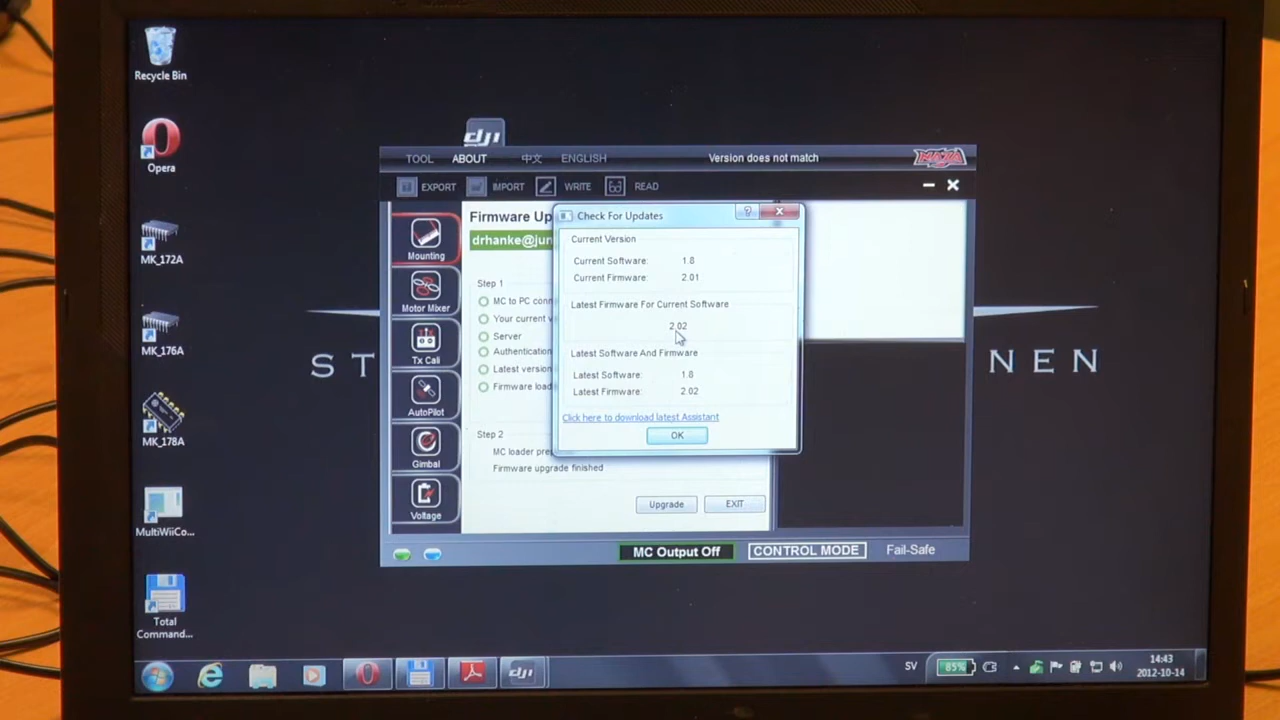 Recycle Bin
Opera
MK_172A
MK_176A
MK_178A
MultiWiiCo...
Total
Comman...
dji
TOOL ABOUT 中文 ENGLISH Version does not match NAZA
EXPORT IMPORT WRITE READ
Mounting
Motor Mixer
Tx Cali
AutoPilot
Gimbal
Voltage
Firmware Up
drhanke@jun
Step 1
MC to PC conn
Your current v
Server
Authentication
Latest version
Firmware load
Step 2
MC loader prep
Firmware upgrade finished
Upgrade EXIT
Check For Updates
Current Version
Current Software: 1.8
Current Firmware: 2.01
Latest Firmware For Current Software
2.02
Latest Software And Firmware
Latest Software: 1.8
Latest Firmware: 2.02
Click here to download latest Assistant
OK
MC Output Off CONTROL MODE Fail-Safe
ST NEN
dji
SV 85% 14:43
2012-10-14